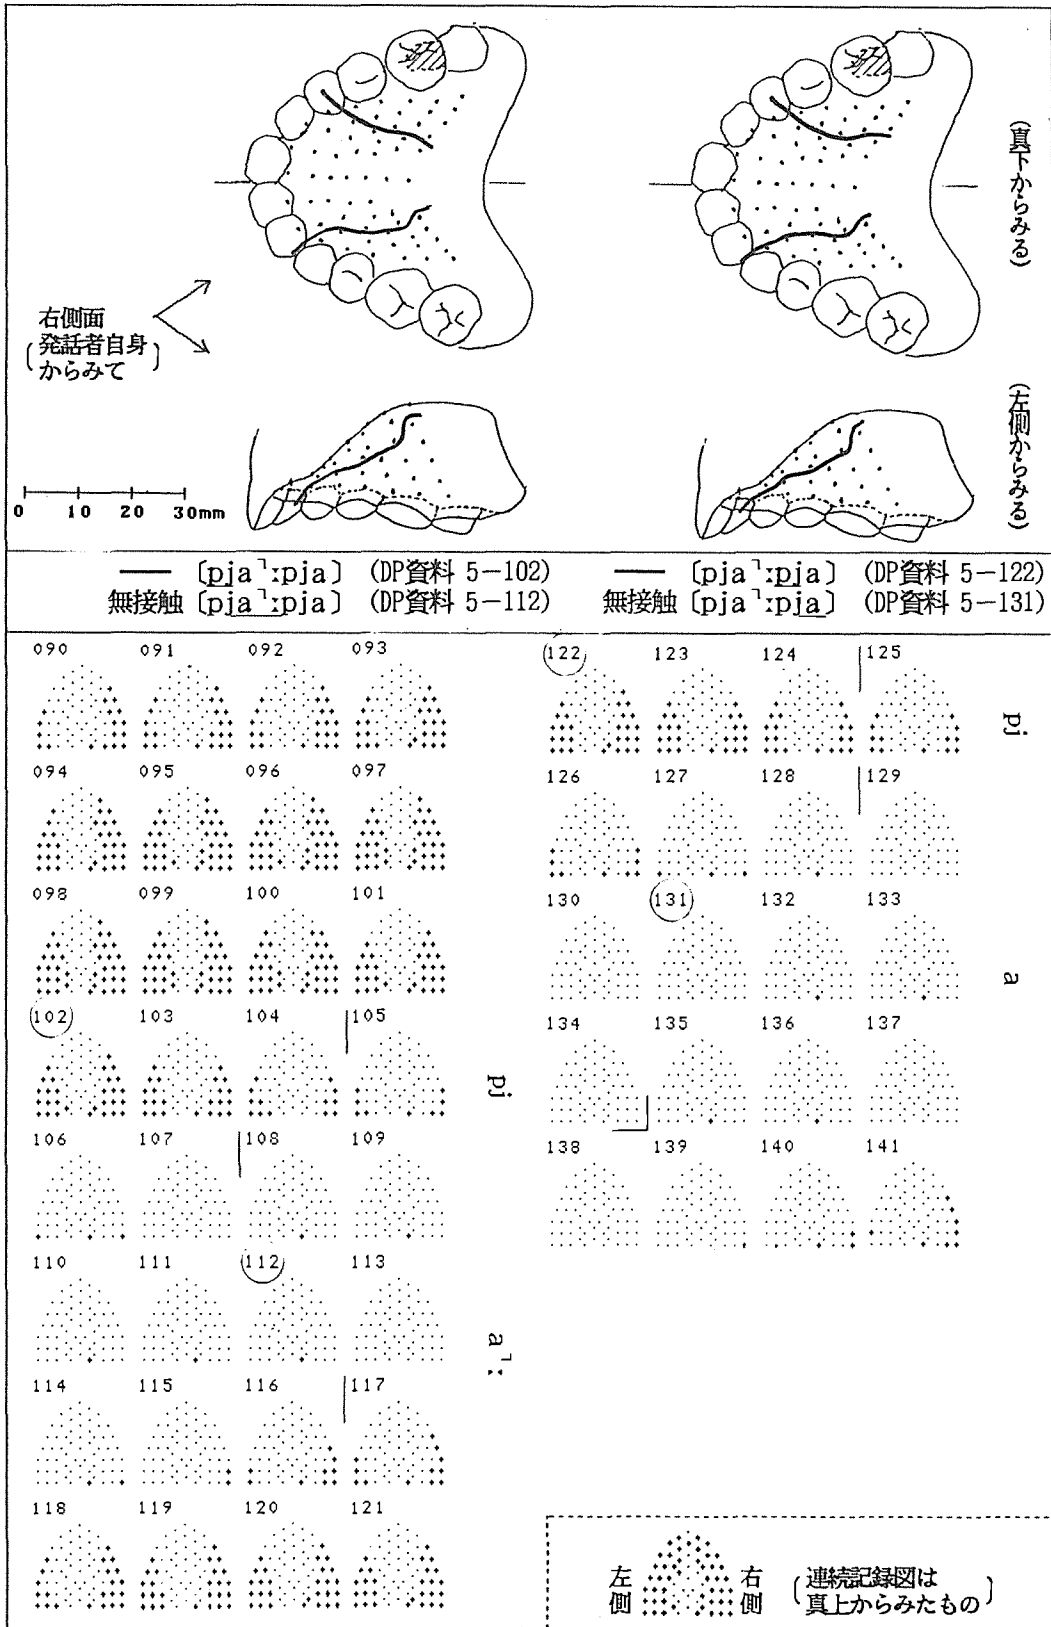 (真下からみる)
右側面
(発話者自身
からみて)
(左側からみる)
0 10 20 30mm
━━ 〔pja˥ːpja〕 (DP資料 5−102)
無接触 〔pja˥ːpja〕 (DP資料 5−112)
━━ 〔pja˥ːpja〕 (DP資料 5−122)
無接触 〔pja˥ːpja〕 (DP資料 5−131)
090 091 092 093
094 095 096 097
098 099 100 101
102 103 104 105
pj
106 107 108 109
110 111 112 113
a˥ː
114 115 116 117
118 119 120 121
122 123 124 125
pj
126 127 128 129
130 131 132 133
a
134 135 136 137
138 139 140 141
左側
右側
(連続記録図は
真上からみたもの)